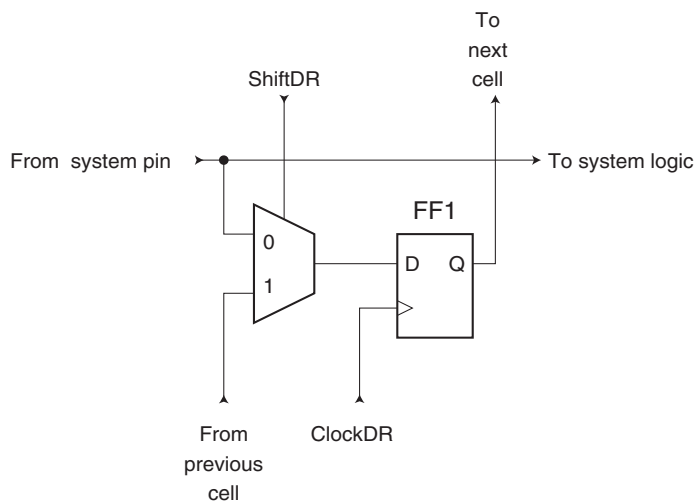 To
next
cell
ShiftDR
From system pin
To system logic
FF1
0
D Q
1
From
previous
cell
ClockDR